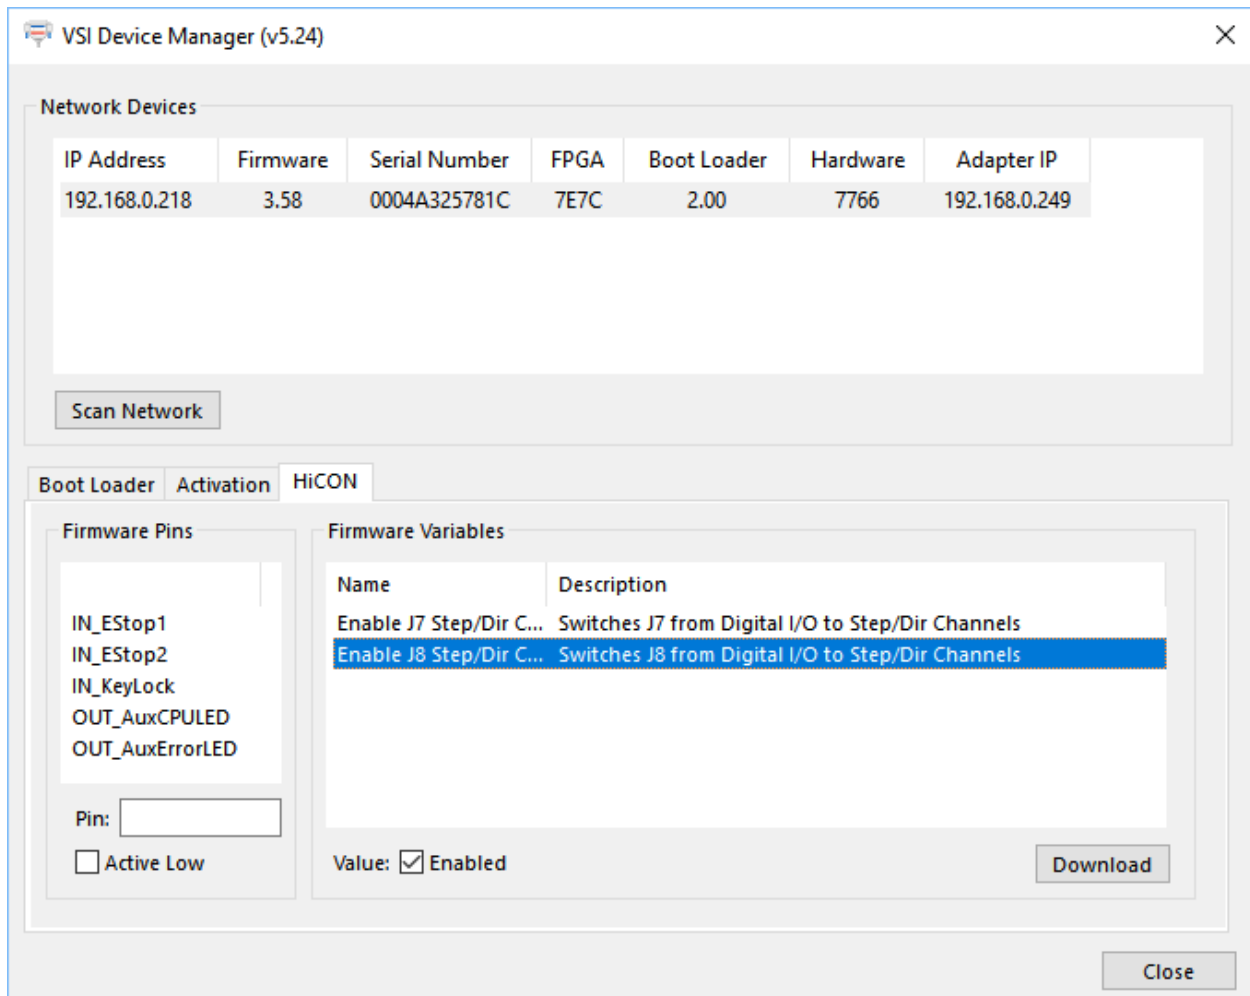 VSI Device Manager (v5.24)
Network Devices
IP Address Firmware Serial Number FPGA Boot Loader Hardware Adapter IP
192.168.0.218 3.58 0004A325781C 7E7C 2.00 7766 192.168.0.249
Scan Network
Boot Loader Activation HiCON
Firmware Pins
IN_EStop1
IN_EStop2
IN_KeyLock
OUT_AuxCPULED
OUT_AuxErrorLED
Pin:
Active Low
Firmware Variables
Name Description
Enable J7 Step/Dir C... Switches J7 from Digital I/O to Step/Dir Channels
Enable J8 Step/Dir C... Switches J8 from Digital I/O to Step/Dir Channels
Value: Enabled
Download
Close